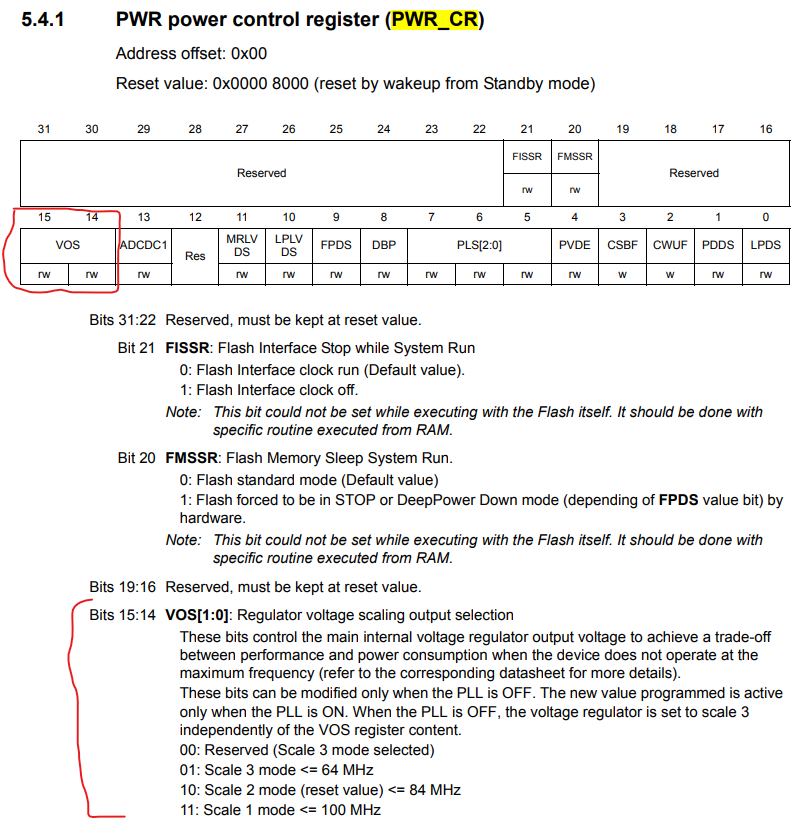 5.4.1 PWR power control register (PWR_CR)
Address offset: 0x00
Reset value: 0x0000 8000 (reset by wakeup from Standby mode)
31 30 29 28 27 26 25 24 23 22 21 20 19 18 17 16
Reserved FISSR FMSSR Reserved
rw rw
15 14 13 12 11 10 9 8 7 6 5 4 3 2 1 0
VOS ADCDC1 Res MRLV DS LPLV DS FPDS DBP PLS[2:0] PVDE CSBF CWUF PDDS LPDS
rw rw rw rw rw rw rw rw rw rw rw w w rw rw
Bits 31:22 Reserved, must be kept at reset value.
Bit 21 FISSR: Flash Interface Stop while System Run
0: Flash Interface clock run (Default value).
1: Flash Interface clock off.
Note: This bit could not be set while executing with the Flash itself. It should be done with
specific routine executed from RAM.
Bit 20 FMSSR: Flash Memory Sleep System Run.
0: Flash standard mode (Default value)
1: Flash forced to be in STOP or DeepPower Down mode (depending of FPDS value bit) by
hardware.
Note: This bit could not be set while executing with the Flash itself. It should be done with
specific routine executed from RAM.
Bits 19:16 Reserved, must be kept at reset value.
Bits 15:14 VOS[1:0]: Regulator voltage scaling output selection
These bits control the main internal voltage regulator output voltage to achieve a trade-off
between performance and power consumption when the device does not operate at the
maximum frequency (refer to the corresponding datasheet for more details).
These bits can be modified only when the PLL is OFF. The new value programmed is active
only when the PLL is ON. When the PLL is OFF, the voltage regulator is set to scale 3
independently of the VOS register content.
00: Reserved (Scale 3 mode selected)
01: Scale 3 mode <= 64 MHz
10: Scale 2 mode (reset value) <= 84 MHz
11: Scale 1 mode <= 100 MHz